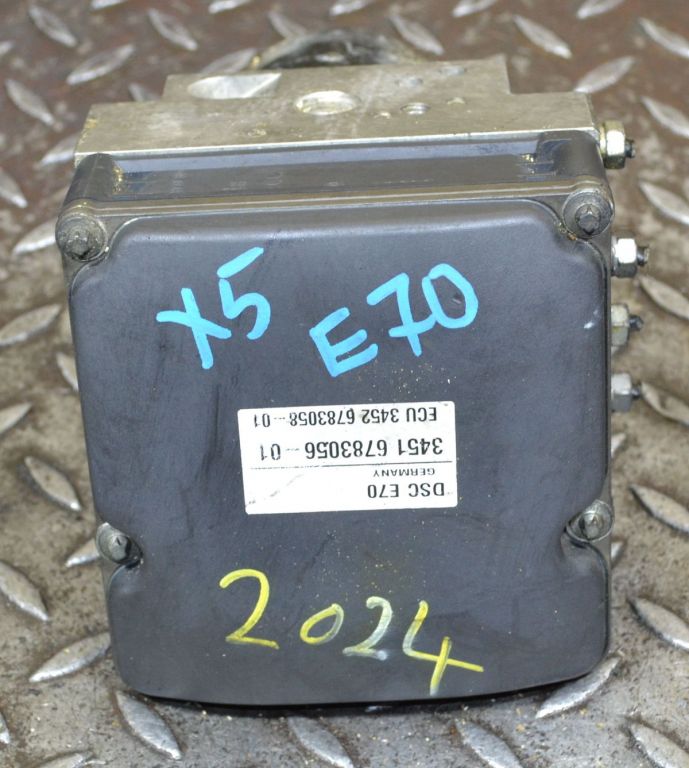 X5
E70
DSC E70
GERMANY
3451 6783056-01
ECU 3452 6783058-01
2024